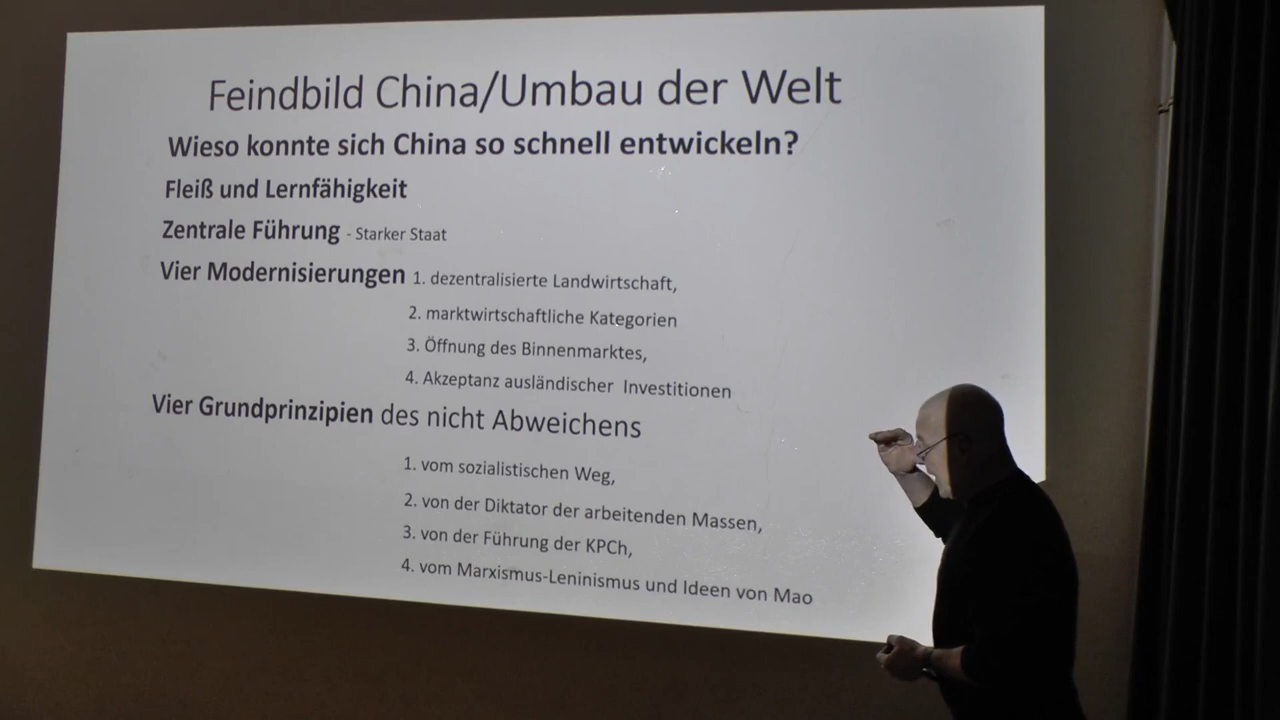 Feindbild China/Umbau der Welt
Wieso konnte sich China so schnell entwickeln?
Fleiß und Lernfähigkeit
Zentrale Führung - Starker Staat
Vier Modernisierungen 1. dezentralisierte Landwirtschaft,
2. marktwirtschaftliche Kategorien
3. Öffnung des Binnenmarktes,
4. Akzeptanz ausländischer Investitionen
Vier Grundprinzipien des nicht Abweichens
1. vom sozialistischen Weg,
2. von der Diktator der arbeitenden Massen,
3. von der Führung der KPCh,
4. vom Marxismus-Leninismus und Ideen von Mao